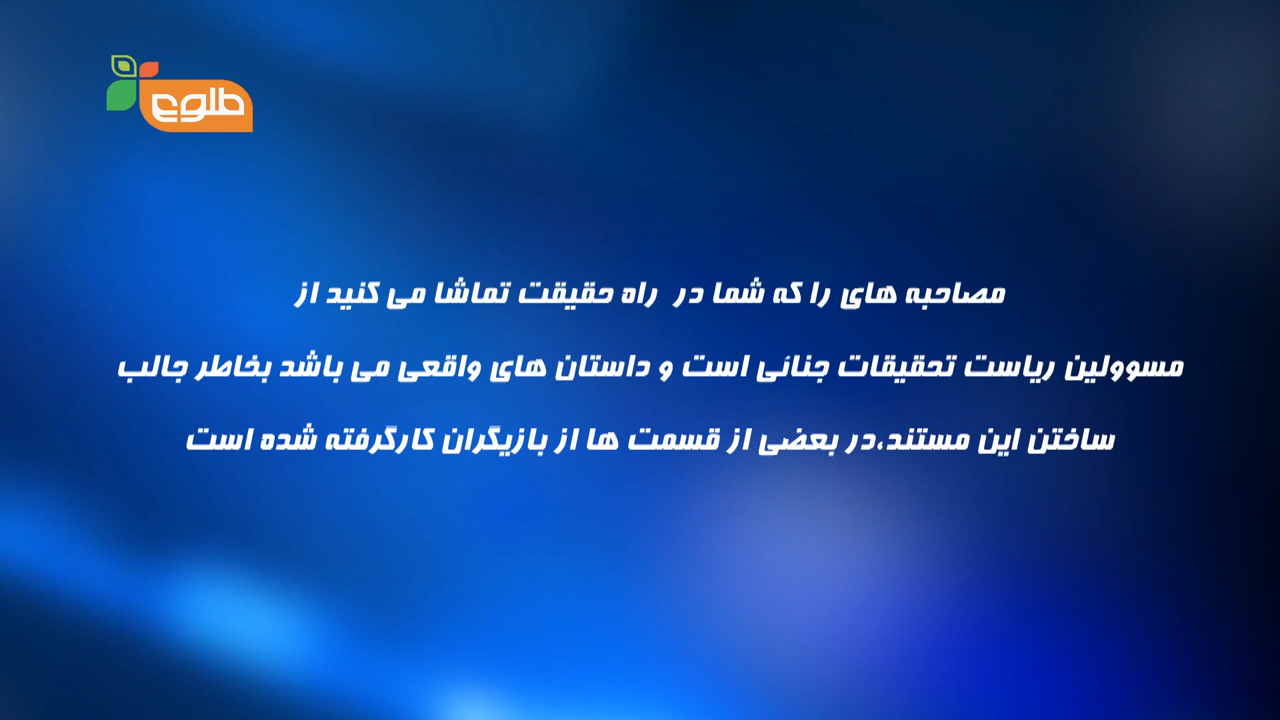 طلوع
مصاحبه های را که شما در راه حقیقت تماشا می کنید از
مسوولین ریاست تحقیقات جنائی است و داستان های واقعی می باشد بخاطر جالب
ساختن این مستند،در بعضی از قسمت ها از بازیگران کارگرفته شده است